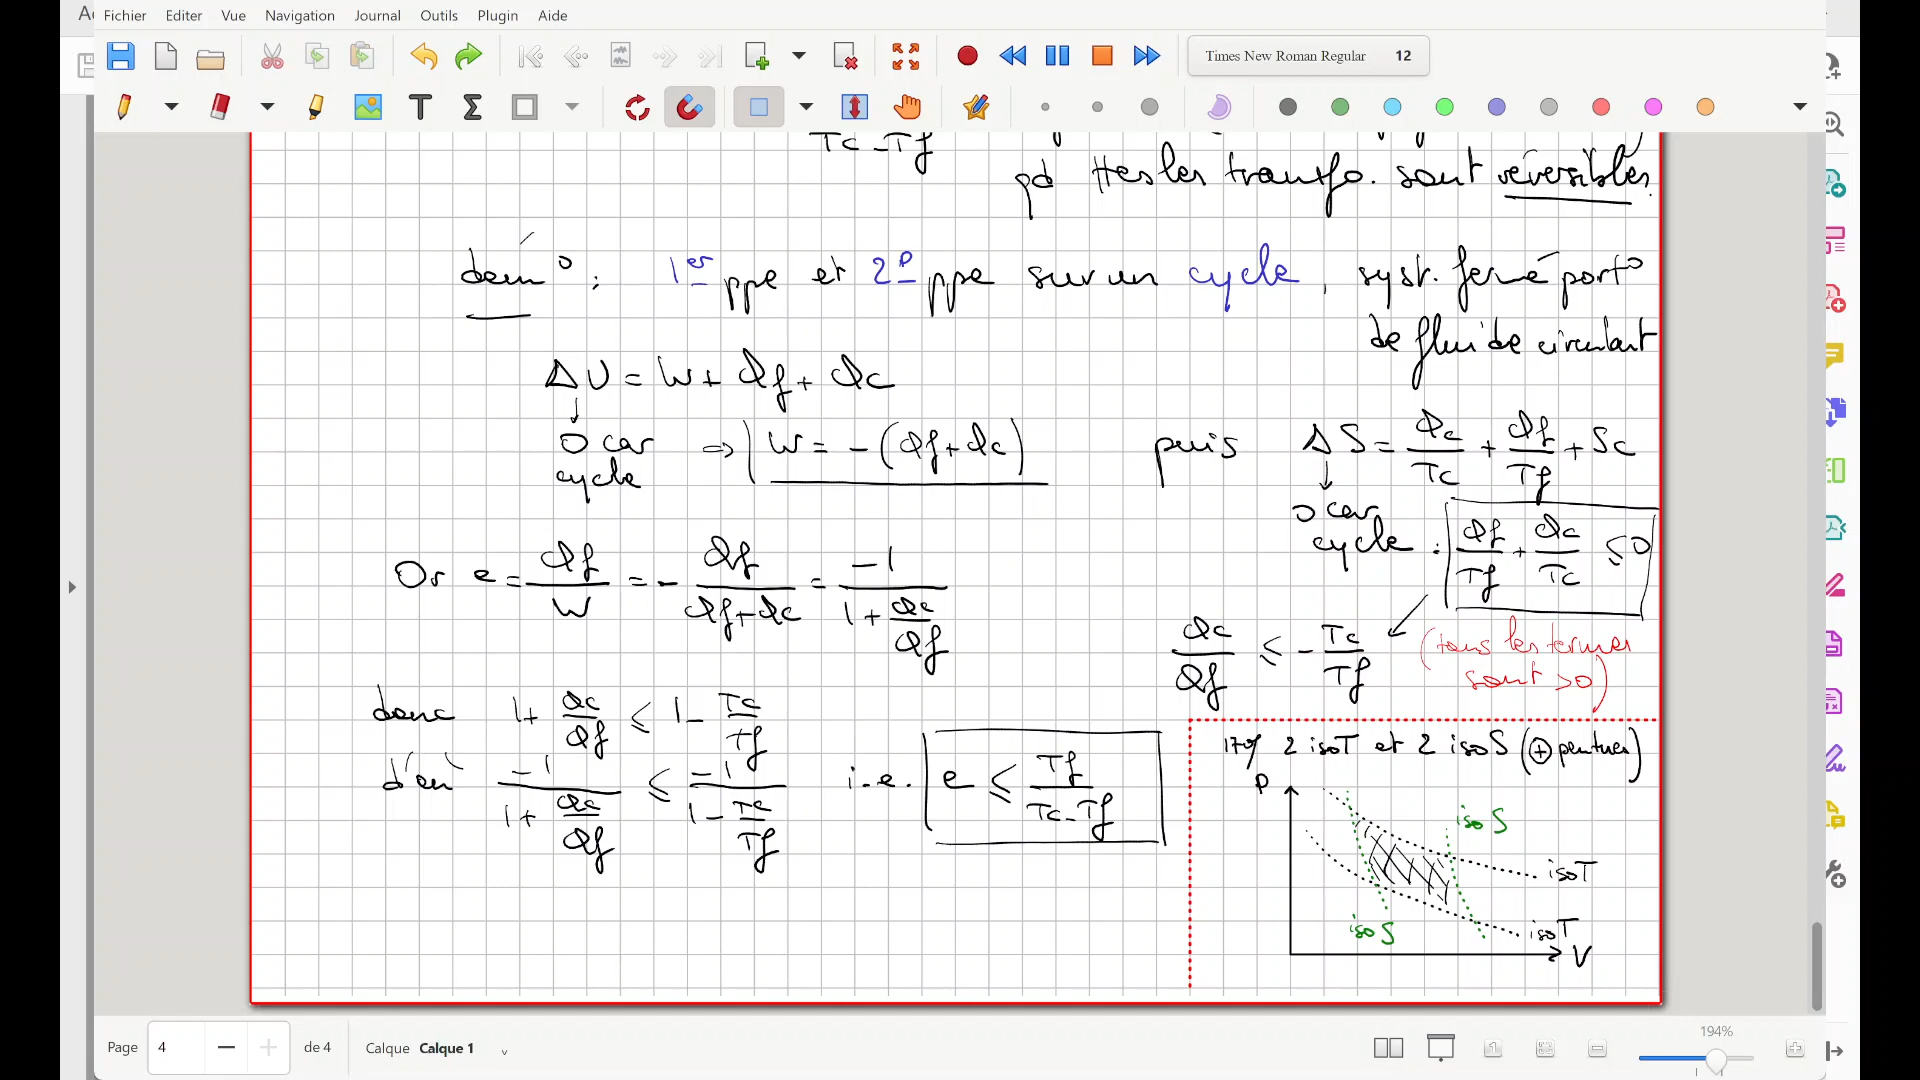 Fichier Editer Vue Navigation Journal Outils Plugin Aide
Times New Roman Regular 12
Tc - Tf
pd ttes les transfo. sont réversibles.
dém° : 1er ppe et 2e ppe sur un cycle, syst. fermé port°
de fluide circulant
ΔU = W + Qf + Qc
0 car cycle ⇒ W = -(Qf + Qc)
puis ΔS = Qc/Tc + Qf/Tf + Sc
0 car cycle : Qf/Tf + Qc/Tc ≤ 0
Or e = Qf/W = - Qf/(Qf + Qc) = -1/(1 + Qc/Qf)
Qc/Qf ≤ - Tc/Tf
(tous les termes
sont >0)
donc 1 + Qc/Qf ≤ 1 - Tc/Tf
d'où -1/(1 + Qc/Qf) ≤ -1/(1 - Tc/Tf) i.e. e ≤ Tf/(Tc - Tf)
2 isoT et 2 isoS (⊕ pentues)
P
isoS
isoT
isoS
isoT
V
Page 4 de 4 Calque Calque 1
194%